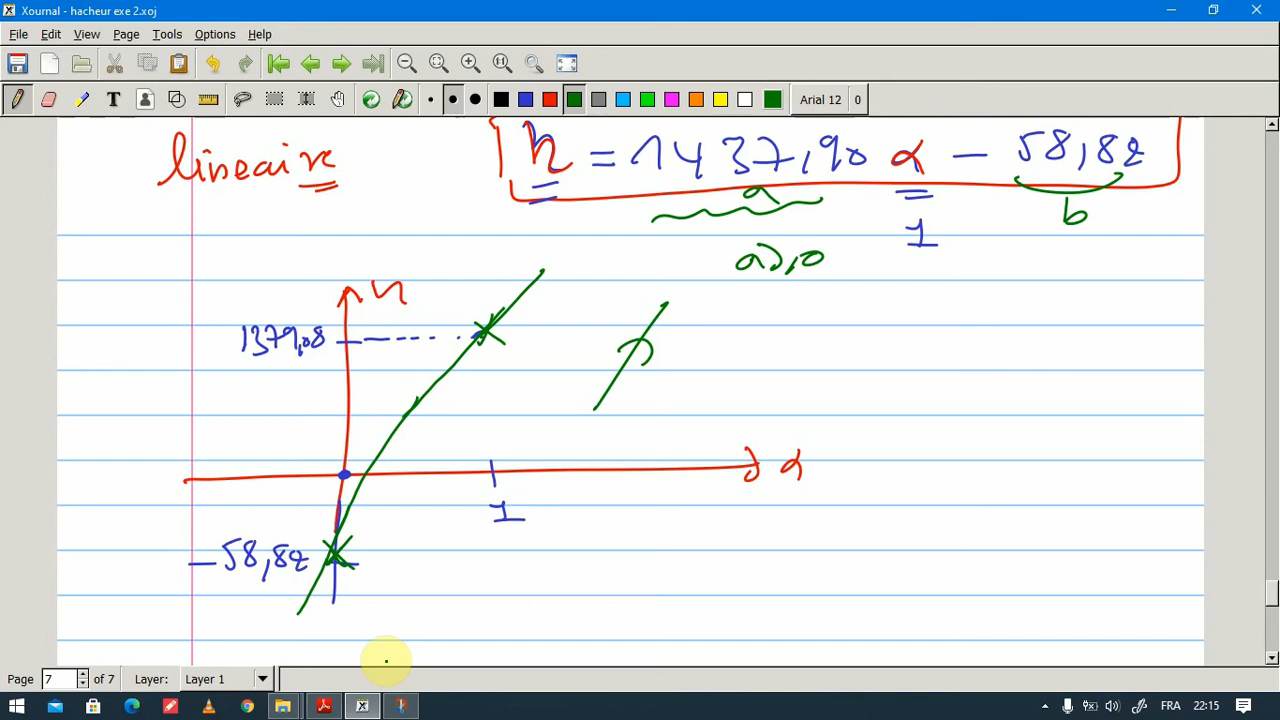 Xournal - hacheur exe 2.xoj
File Edit View Page Tools Options Help
Arial 12 0
lineaire
n = 1437,90 α - 58,82
a
b
1
a>,0
n
1379,08
α
1
-58,82
Page 7 of 7 Layer: Layer 1
FRA 22:15